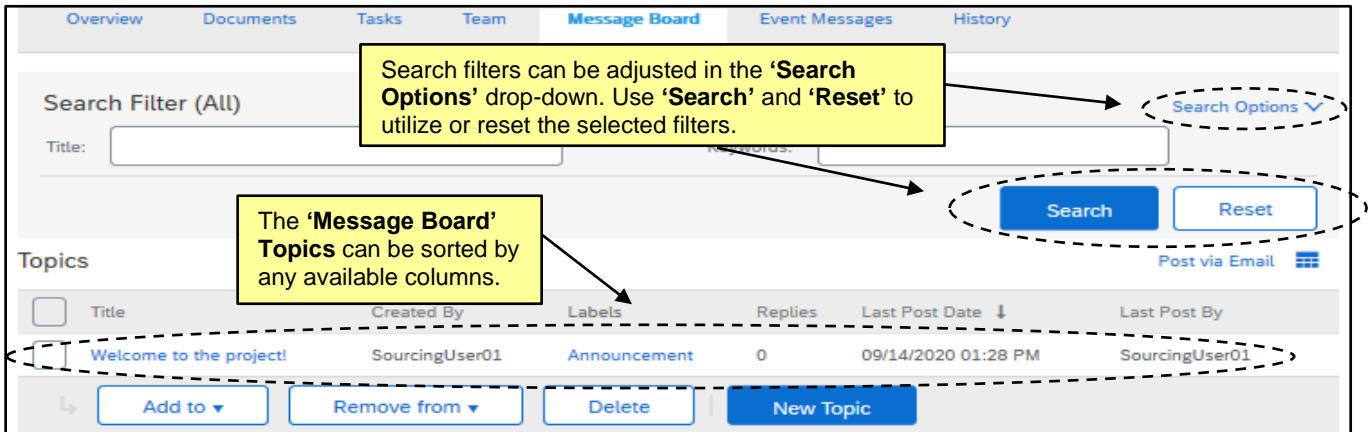 Overview Documents Tasks Team Message Board Event Messages History
Search filters can be adjusted in the ‘Search
Options’ drop-down. Use ‘Search’ and ‘Reset’ to
utilize or reset the selected filters.
Search Filter (All)
Search Options
Title:
Keywords:
Search Reset
The ‘Message Board’
Topics can be sorted by
any available columns.
Topics
Post via Email
Title Created By Labels Replies Last Post Date ↓ Last Post By
Welcome to the project! SourcingUser01 Announcement 0 09/14/2020 01:28 PM SourcingUser01
Add to ▾ Remove from ▾ Delete New Topic